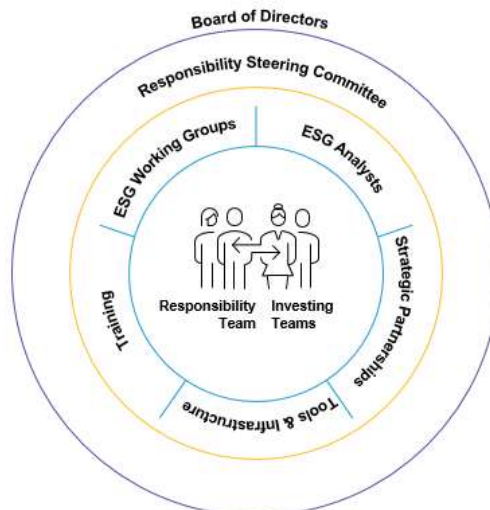 Board of Directors
Responsibility Steering Committee
ESG Working Groups
ESG Analysts
Strategic Partnerships
Tools & Infrastructure
Training
Responsibility
Team
Investing
Teams